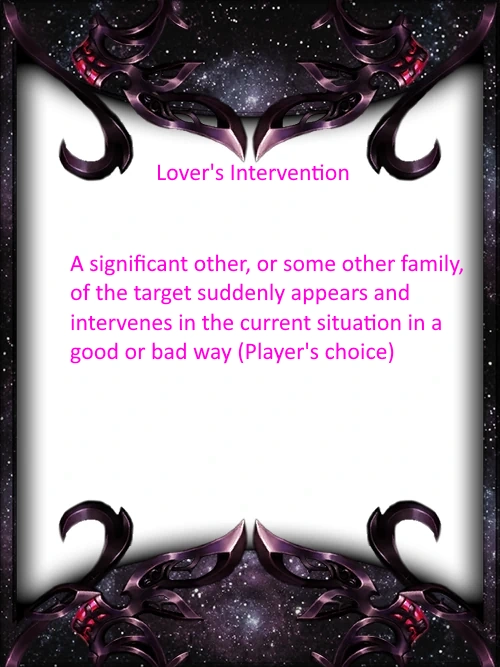 Lover's Intervention
A significant other, or some other family,
of the target suddenly appears and
intervenes in the current situation in a
good or bad way (Player's choice)